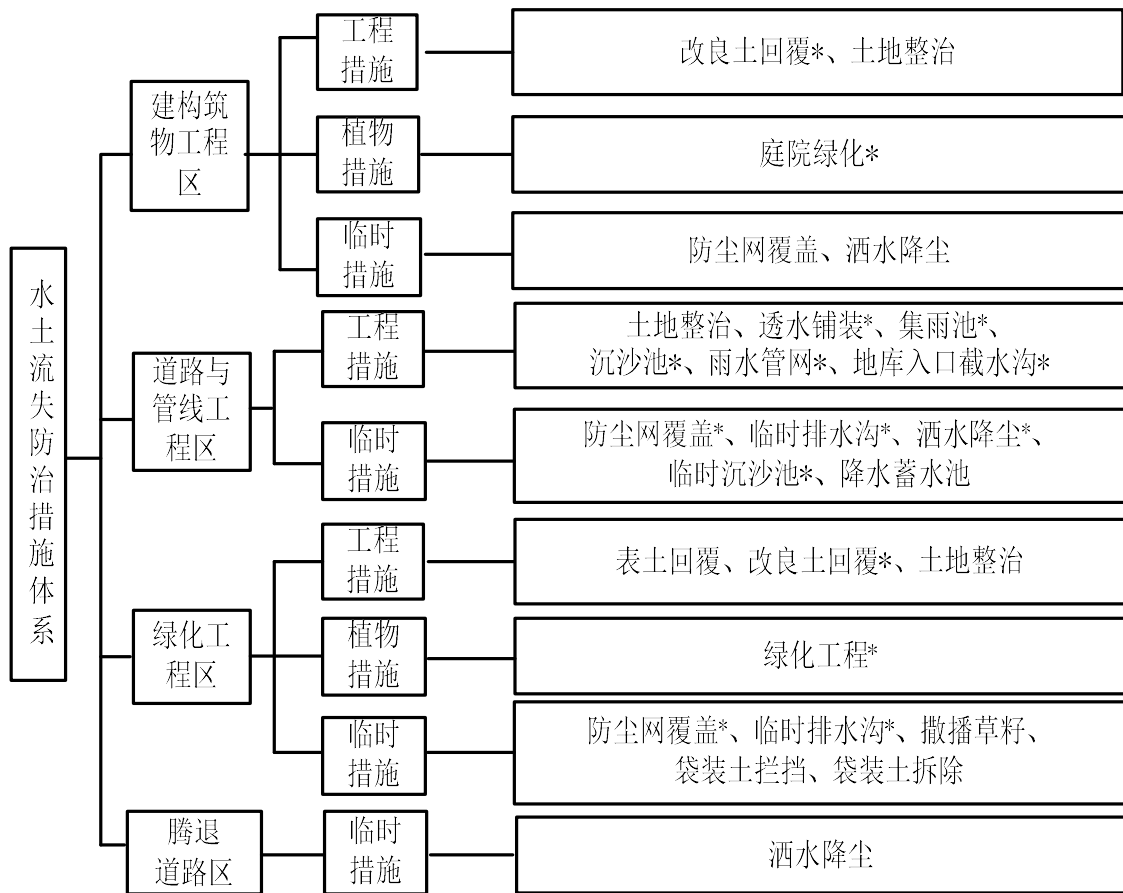 水土流失防治措施体系
建构筑
物工程
区
工程
措施
改良土回覆*、土地整治
植物
措施
庭院绿化*
临时
措施
防尘网覆盖、洒水降尘
道路与
管线工
程区
工程
措施
土地整治、透水铺装*、集雨池*、
沉沙池*、雨水管网*、地库入口截水沟*
临时
措施
防尘网覆盖*、临时排水沟*、洒水降尘*、
临时沉沙池*、降水蓄水池
绿化工
程区
工程
措施
表土回覆、改良土回覆*、土地整治
植物
措施
绿化工程*
临时
措施
防尘网覆盖*、临时排水沟*、撒播草籽、
袋装土拦挡、袋装土拆除
腾退
道路区
临时
措施
洒水降尘